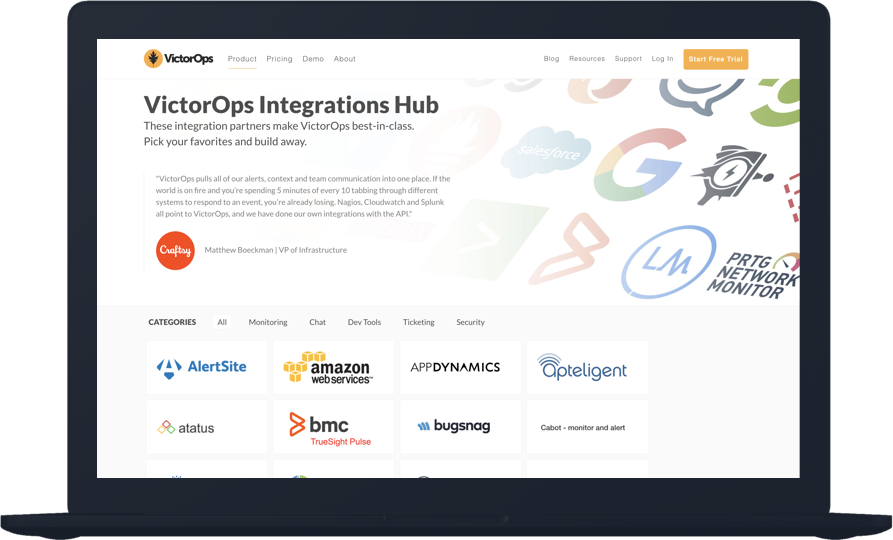 VictorOps Product Pricing Demo About Blog Resources Support Log In Start Free Trial
VictorOps Integrations Hub
These integration partners make VictorOps best-in-class.
Pick your favorites and build away.
"VictorOps pulls all of our alerts, context and team communication into one place. If the
world is on fire and you're spending 5 minutes of every 10 tabbing through different
systems to respond to an event, you're already losing. Nagios, Cloudwatch and Splunk
all point to VictorOps, and we have done our own integrations with the API."
Craftsy
Matthew Boeckman | VP of Infrastructure
salesforce
G
LM
PRTG
NETWORK
MONITOR
CATEGORIES All Monitoring Chat Dev Tools Ticketing Security
AlertSite
amazon
web services™
APPDYNAMICS
apteligent
atatus
bmc
TrueSight Pulse
bugsnag
Cabot - monitor and alert